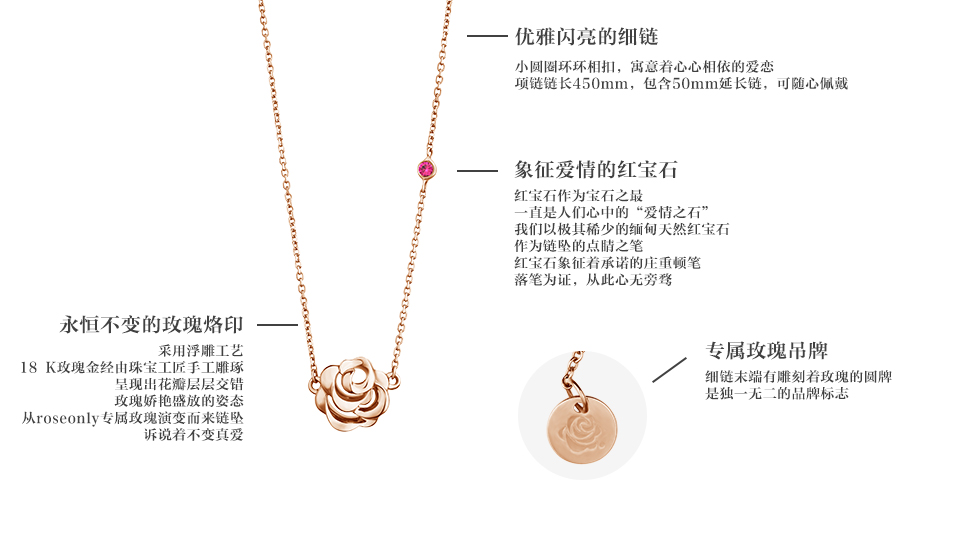 优雅闪亮的细链
小圆圈环环相扣，寓意着心心相依的爱恋
项链链长450mm，包含50mm延长链，可随心佩戴
象征爱情的红宝石
红宝石作为宝石之最
一直是人们心中的“爱情之石”
我们以极其稀少的缅甸天然红宝石
作为链坠的点睛之笔
红宝石象征着承诺的庄重顿笔
落笔为证，从此心无旁骛
永恒不变的玫瑰烙印
采用浮雕工艺
18 K玫瑰金经由珠宝工匠手工雕琢
呈现出花瓣层层交错
玫瑰娇艳盛放的姿态
从roseonly专属玫瑰演变而来链坠
诉说着不变真爱
专属玫瑰吊牌
细链末端有雕刻着玫瑰的圆牌
是独一无二的品牌标志